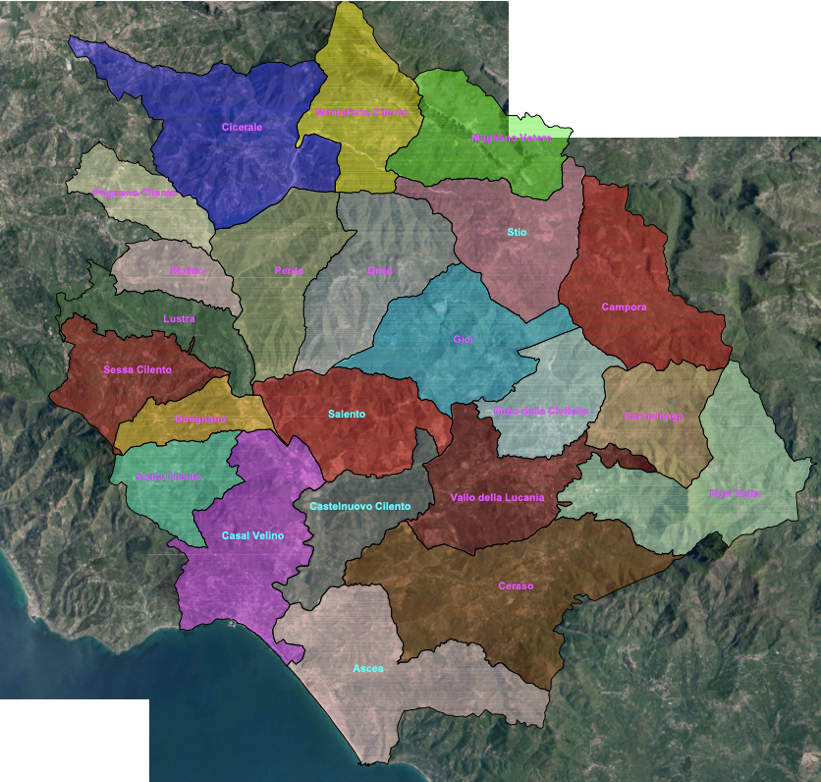 Cicerale
Monteforte Cilento
Magliano Vetere
Prignano Cilento
Stio
Rutino
Perito
Orria
Campora
Lustra
Gioi
Sessa Cilento
Salento
Omignano
Moio della Civitella
Cannalonga
Stella Cilento
Novi Velia
Vallo della Lucania
Castelnuovo Cilento
Casal Velino
Ceraso
Ascea